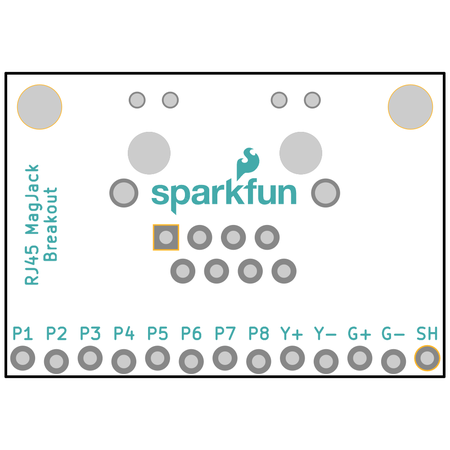 sparkfun
RJ45 MagJack
Breakout
P1 P2 P3 P4 P5 P6 P7 P8 Y+ Y− G+ G− SH